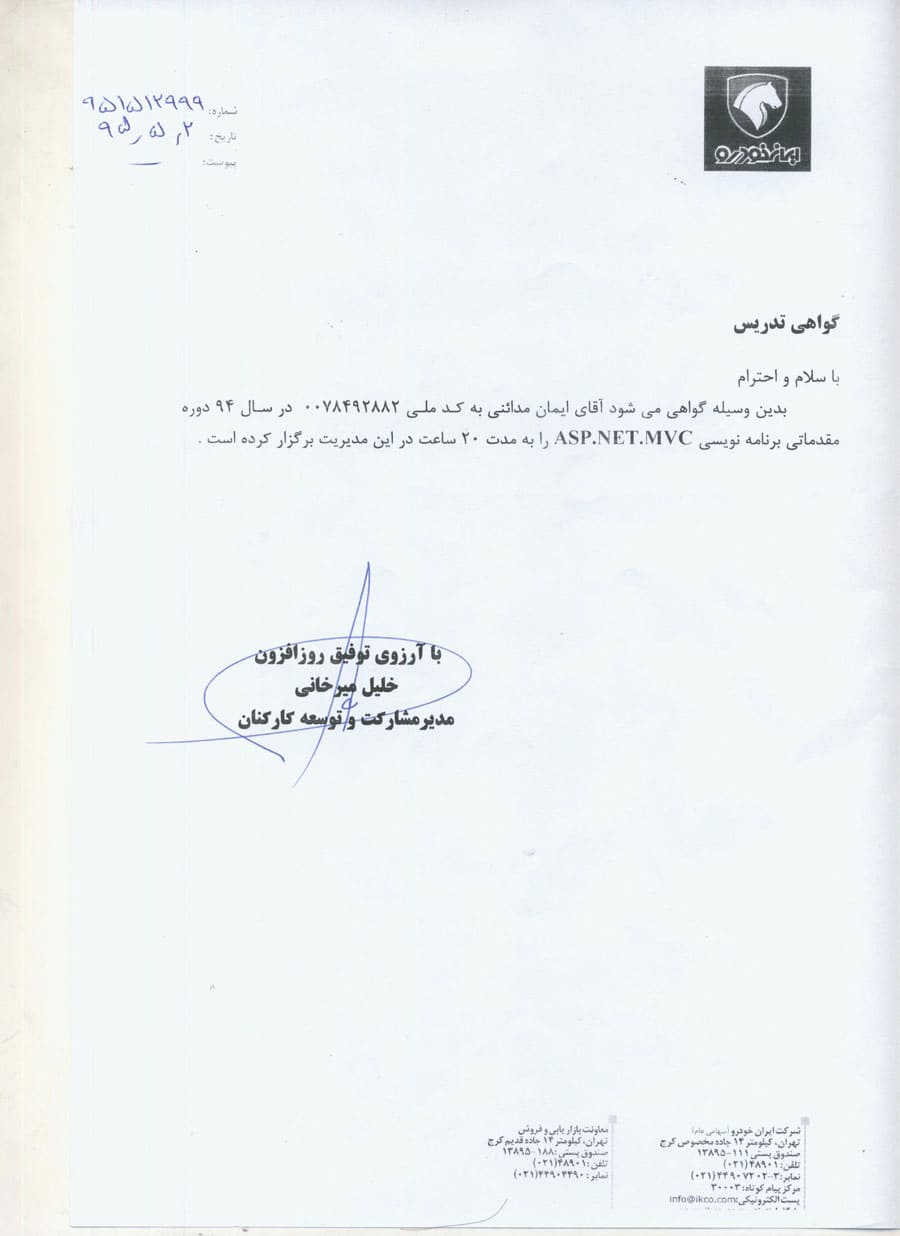 ایران خودرو
شماره: ۹۵۱۵۱۲۹۹۹
تاریخ: ۹۵٫۵٫۲
پیوست: —
گواهی تدریس
با سلام و احترام
بدین وسیله گواهی می شود آقای ایمان مدائنی به کد ملی ۰۰۷۸۴۹۲۸۸۲ در سال ۹۴ دوره
مقدماتی برنامه نویسی ASP.NET.MVC را به مدت ۲۰ ساعت در این مدیریت برگزار کرده است .
با آرزوی توفیق روزافزون
خلیل میرخانی
مدیرمشارکت و توسعه کارکنان
شرکت ایران خودرو (سهامی عام)
تهران، کیلومتر ۱۴ جاده مخصوص کرج
صندوق پستی ۱۱۱-۱۳۸۹۵
تلفن: ۴۸۹۰۱(۰۲۱)
نمابر: ۳-۴۴۹۰۷۲۰۲(۰۲۱)
مرکز پیام کوتاه: ۳۰۰۰۳
پست الکترونیکی: info@ikco.com
معاونت بازاریابی و فروش
تهران، کیلومتر ۱۴ جاده قدیم کرج
صندوق پستی: ۱۸۸-۱۳۸۹۵
تلفن: ۴۸۹۰۱(۰۲۱)
نمابر: ۴۴۹۰۴۴۹۰(۰۲۱)